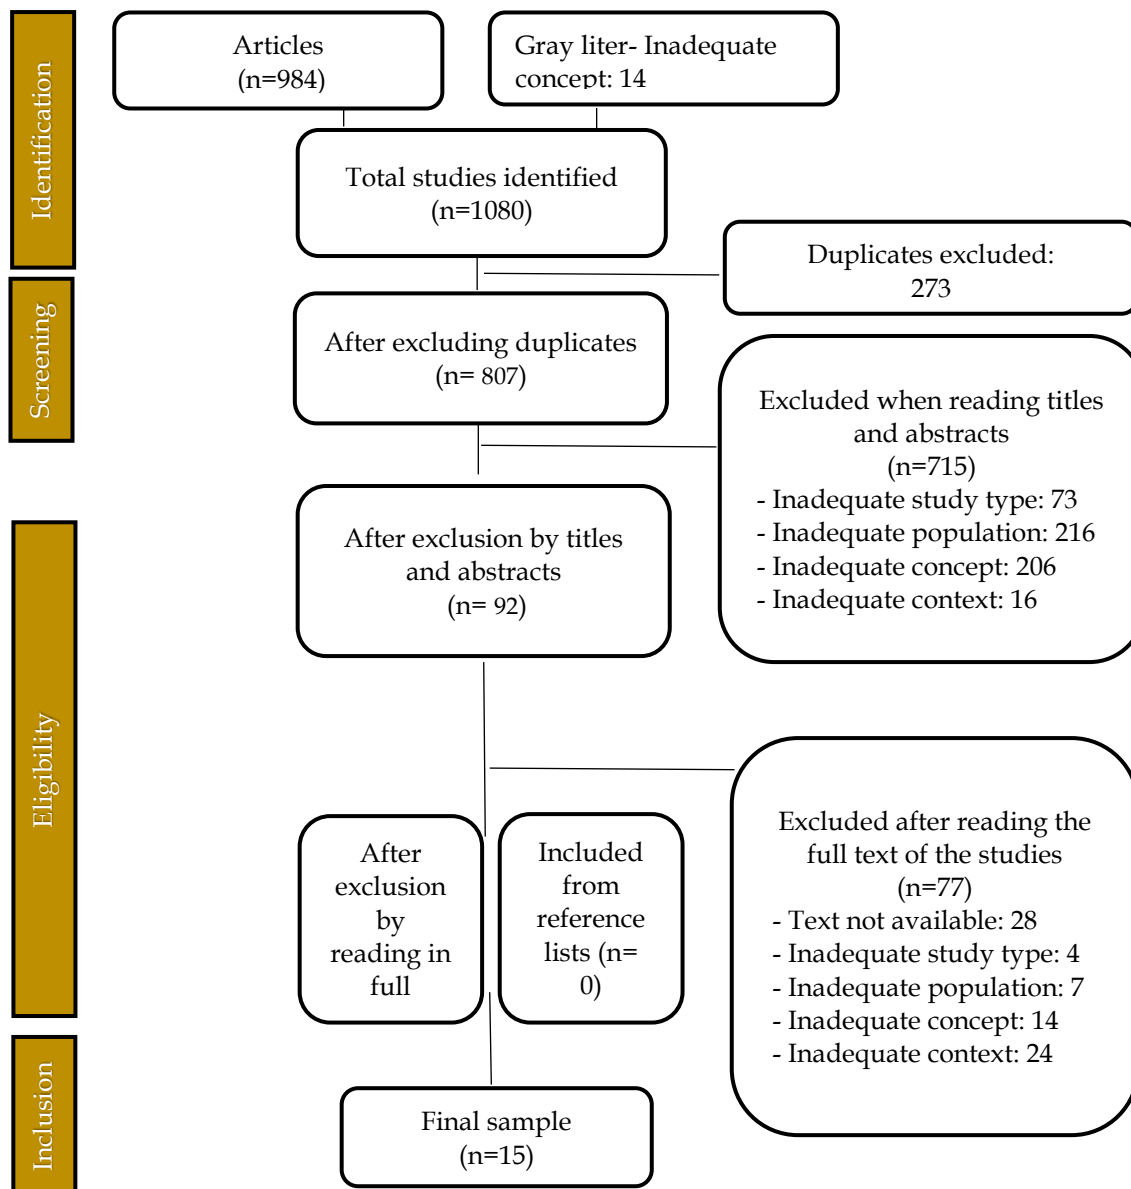 Identification
Articles
(n=984)
Gray liter- Inadequate
concept: 14
Total studies identified
(n=1080)
Duplicates excluded:
273
Screening
After excluding duplicates
(n= 807)
Excluded when reading titles
and abstracts
(n=715)
- Inadequate study type: 73
- Inadequate population: 216
- Inadequate concept: 206
- Inadequate context: 16
Eligibility
After exclusion by titles
and abstracts
(n= 92)
After
exclusion
by
reading in
full
Included
from
reference
lists (n=
0)
Excluded after reading the
full text of the studies
(n=77)
- Text not available: 28
- Inadequate study type: 4
- Inadequate population: 7
- Inadequate concept: 14
- Inadequate context: 24
Inclusion
Final sample
(n=15)